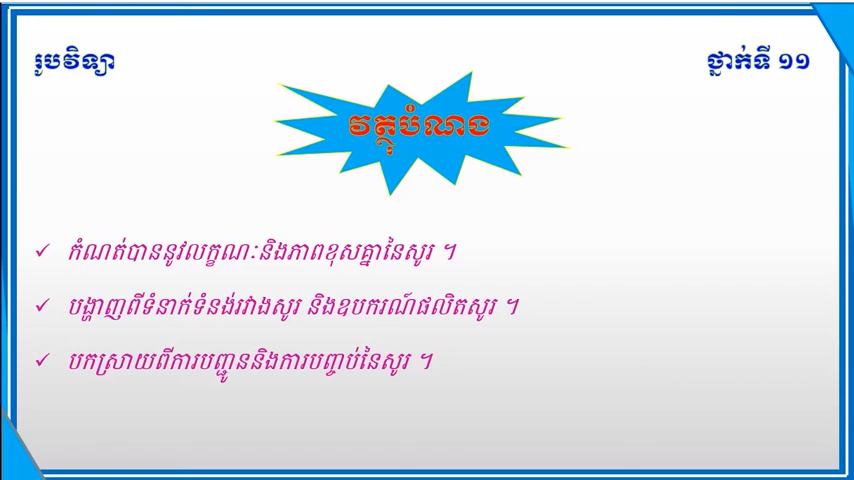 រូបវិទ្យា
ថ្នាក់ទី ១១
វត្ថុបំណង
✓ កំណត់បាននូវលក្ខណៈនិងភាពខុសគ្នានៃសូរ ។
✓ បង្ហាញពីទំនាក់ទំនង់រវាងសូរ និងឧបករណ៍ផលិតសូរ ។
✓ បកស្រាយពីការបញ្ជូននិងការបញ្ចប់នៃសូរ ។